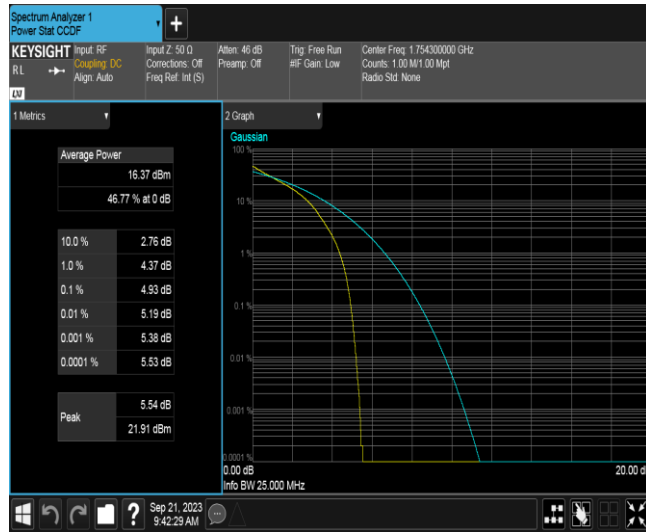 Spectrum Analyzer 1
Power Stat CCDF
+
KEYSIGHT
RL
LXI
Input: RF
Coupling: DC
Align: Auto
Input Z: 50 Ω
Corrections: Off
Freq Ref: Int (S)
Atten: 46 dB
Preamp: Off
Trig: Free Run
#IF Gain: Low
Center Freq: 1.754300000 GHz
Counts: 1.00 M/1.00 Mpt
Radio Std: None
1 Metrics
Average Power
16.37 dBm
46.77 % at 0 dB
10.0 % 2.76 dB
1.0 % 4.37 dB
0.1 % 4.93 dB
0.01 % 5.19 dB
0.001 % 5.38 dB
0.0001 % 5.53 dB
Peak
5.54 dB
21.91 dBm
2 Graph
Gaussian
100 %
10 %
1 %
0.1 %
0.01 %
0.001 %
0.0001 %
0.00 dB
20.00 d
Info BW 25.000 MHz
?
Sep 21, 2023
9:42:29 AM